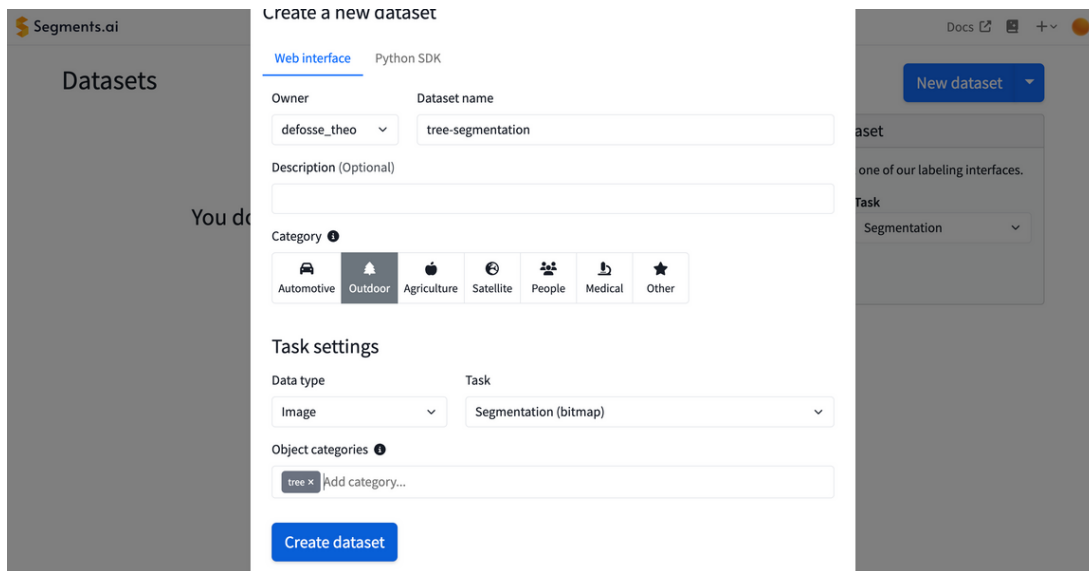 Segments.ai
Docs
Datasets
New dataset
You do
aset
one of our labeling interfaces.
Task
Segmentation
Create a new dataset
Web interface Python SDK
Owner Dataset name
defosse_theo tree-segmentation
Description (Optional)
Category
Automotive Outdoor Agriculture Satellite People Medical Other
Task settings
Data type Task
Image Segmentation (bitmap)
Object categories
tree × Add category...
Create dataset